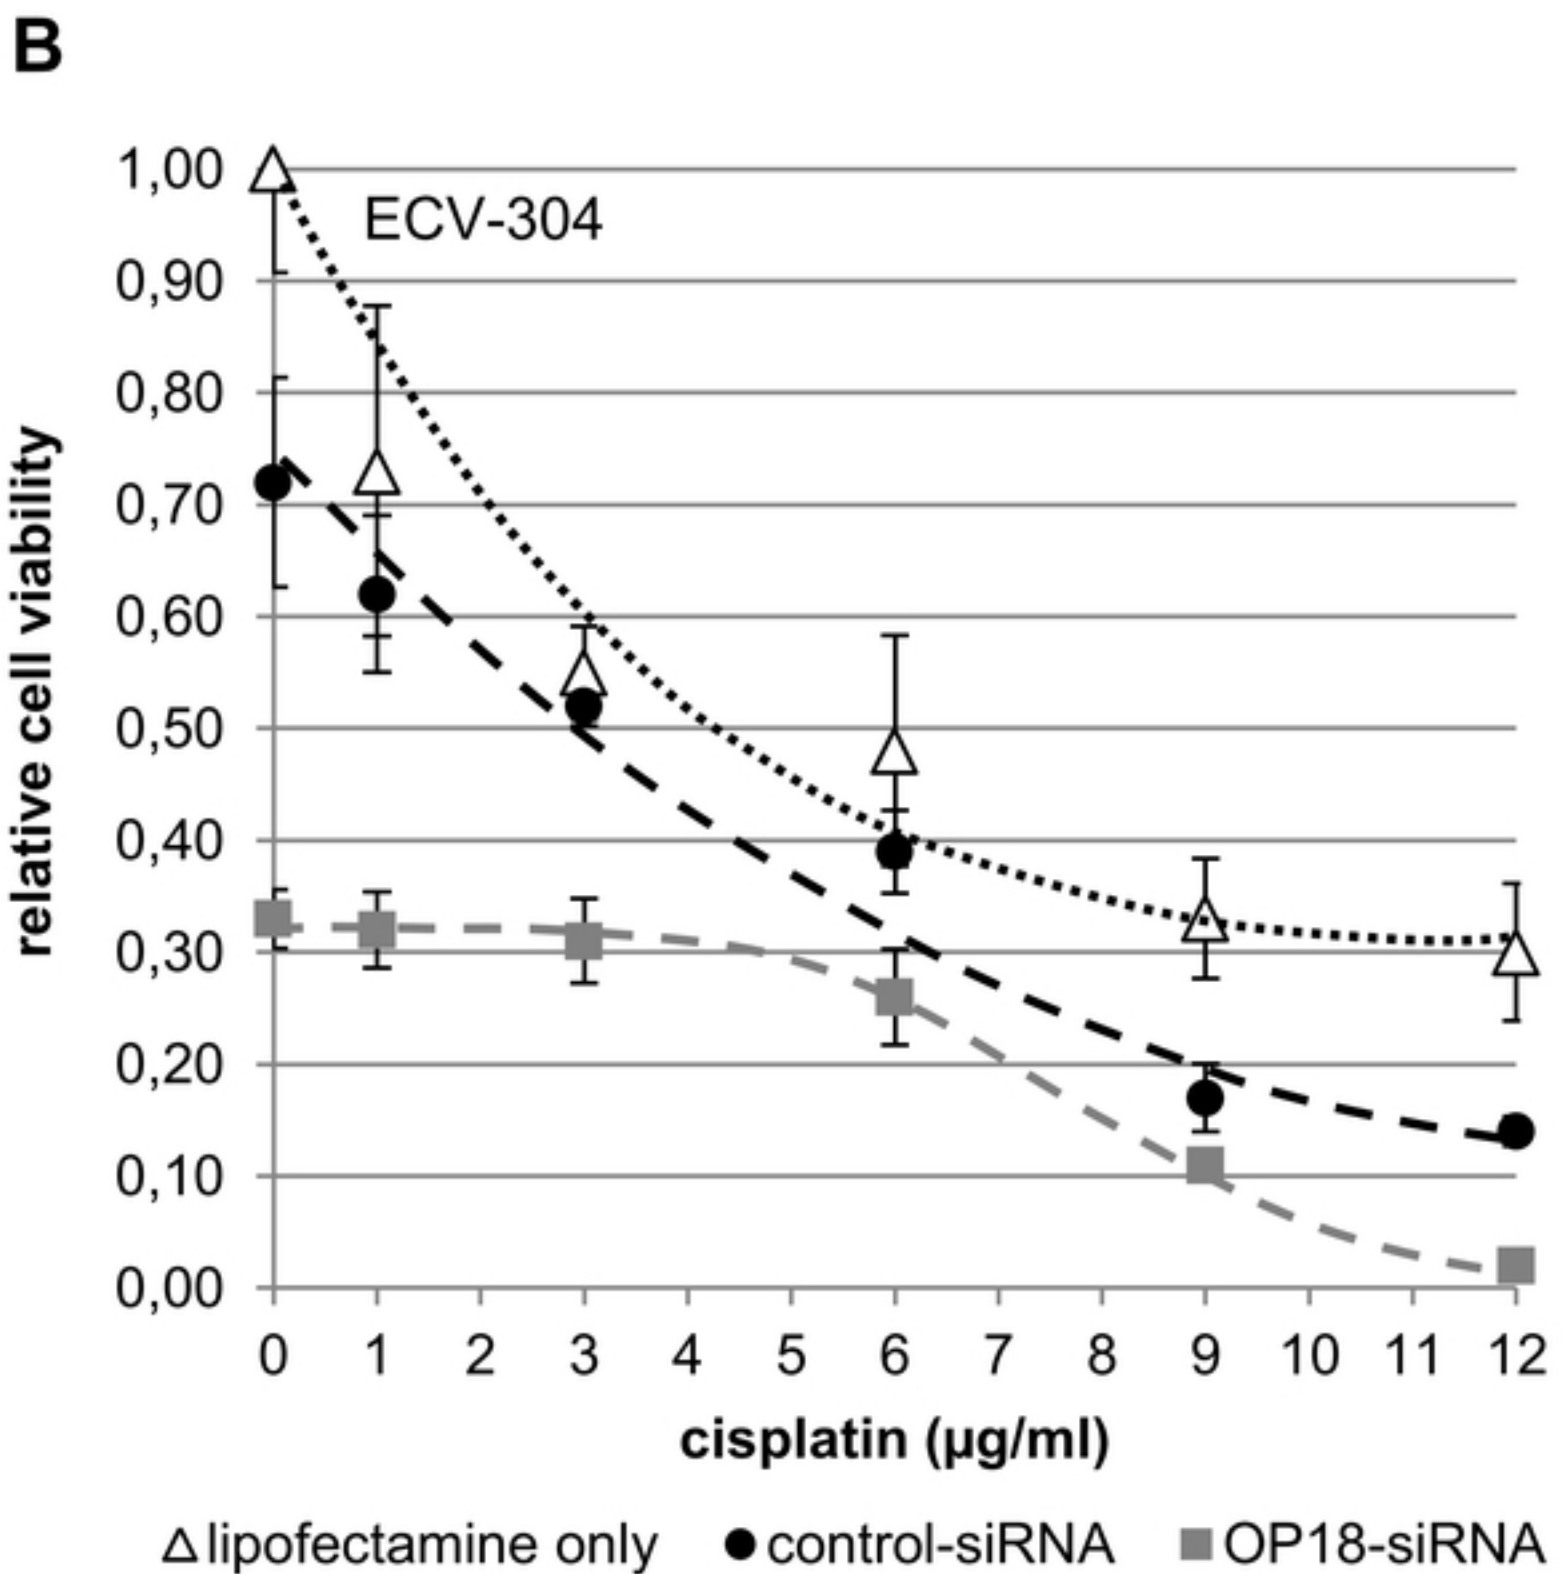 B
1,00
ECV-304
0,90
0,80
0,70
0,60
0,50
0,40
0,30
0,20
0,10
0,00
relative cell viability
0 1 2 3 4 5 6 7 8 9 10 11 12
cisplatin (µg/ml)
lipofectamine only control-siRNA OP18-siRNA